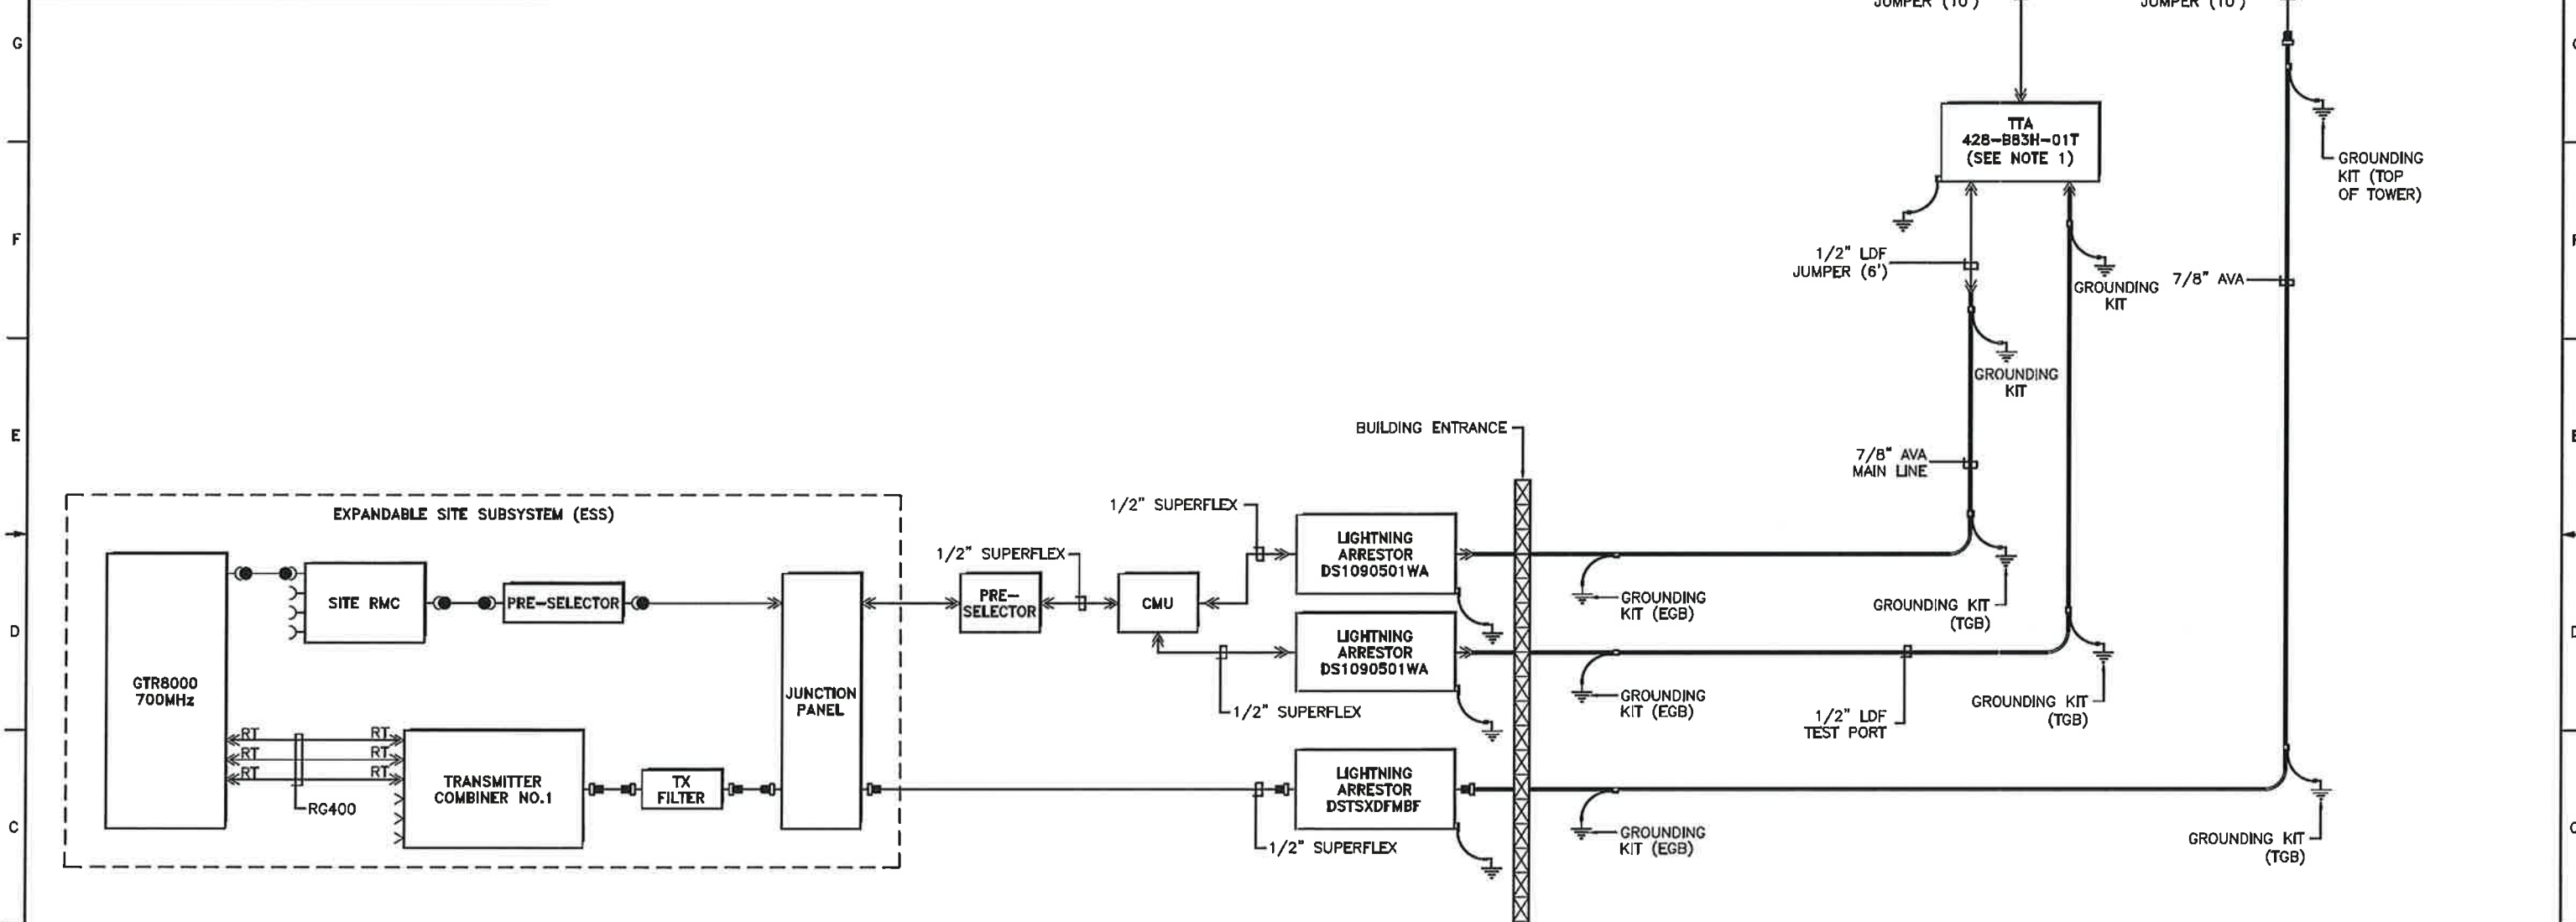 JUMPER (10')
JUMPER (10')
G
TTA
428-B83H-01T
(SEE NOTE 1)
GROUNDING
KIT (TOP
OF TOWER)
F
1/2" LDF
JUMPER (6')
GROUNDING
KIT
7/8" AVA
GROUNDING
KIT
E
BUILDING ENTRANCE
7/8" AVA
MAIN LINE
EXPANDABLE SITE SUBSYSTEM (ESS)
1/2" SUPERFLEX
1/2" SUPERFLEX
LIGHTNING
ARRESTOR
DS1090501WA
SITE RMC
PRE-SELECTOR
PRE-
SELECTOR
CMU
GROUNDING
KIT (EGB)
GROUNDING KIT
(TGB)
D
LIGHTNING
ARRESTOR
DS1090501WA
GTR8000
700MHz
JUNCTION
PANEL
1/2" SUPERFLEX
GROUNDING
KIT (EGB)
1/2" LDF
TEST PORT
GROUNDING KIT
(TGB)
RT
RT
RT
RT
RT
RT
RG400
TRANSMITTER
COMBINER NO.1
TX
FILTER
LIGHTNING
ARRESTOR
DSTSXDFMBF
1/2" SUPERFLEX
GROUNDING
KIT (EGB)
GROUNDING KIT
(TGB)
C